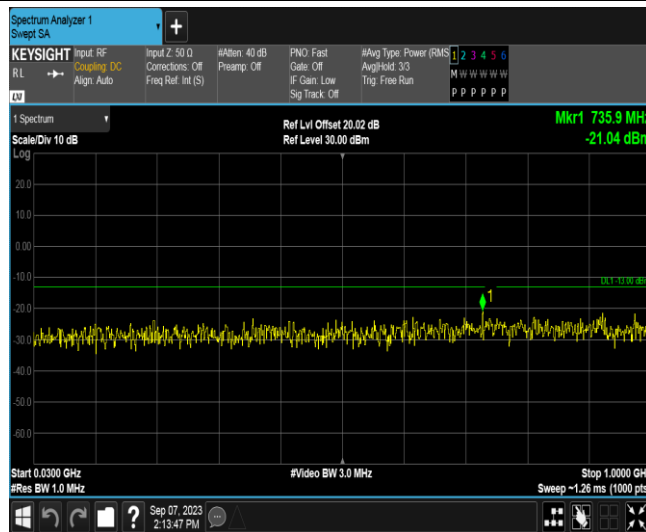 Spectrum Analyzer 1
Swept SA
+
KEYSIGHT
RL
LXI
Input: RF
Coupling: DC
Align: Auto
Input Z: 50 Ω
Corrections: Off
Freq Ref: Int (S)
#Atten: 40 dB
Preamp: Off
PNO: Fast
Gate: Off
IF Gain: Low
Sig Track: Off
#Avg Type: Power (RMS
Avg|Hold: 3/3
Trig: Free Run
1 2 3 4 5 6
M W W W W W
P P P P P P
1 Spectrum
Scale/Div 10 dB
Log
Ref Lvl Offset 20.02 dB
Ref Level 30.00 dBm
Mkr1 735.9 MHz
-21.04 dBm
20.0
10.0
0.00
-10.0
DL1 -13.00 dBm
1
-20.0
-30.0
-40.0
-50.0
-60.0
Start 0.0300 GHz
#Res BW 1.0 MHz
#Video BW 3.0 MHz
Stop 1.0000 GH
Sweep ~1.26 ms (1000 pts
?
Sep 07, 2023
2:13:47 PM